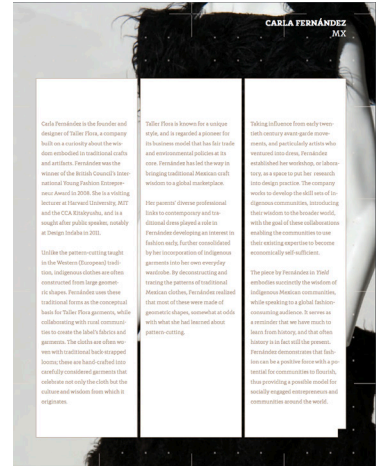 CARLA FERNÁNDEZ
MX
Carla Fernández is the founder and
designer of Taller Flora, a company
built on a curiosity about the wis-
dom embodied in traditional crafts
and artifacts. Fernández was the
winner of the British Council's Inter-
national Young Fashion Entrepre-
neur Award in 2008. She is a visiting
lecturer at Harvard University, MIT
and the CCA Kitakyushu, and is a
sought after public speaker, notably
at Design Indaba in 2011.
Unlike the pattern-cutting taught
in the Western (European) tradi-
tion, indigenous clothes are often
constructed from large geomet-
ric shapes. Fernández uses these
traditional forms as the conceptual
basis for Taller Flora garments, while
collaborating with rural communi-
ties to create the label's fabrics and
garments. The cloths are often wo-
ven with traditional back-strapped
looms; these are hand crafted into
carefully considered garments that
celebrate not only the cloth but the
culture and wisdom from which it
originates.
Taller Flora is known for a unique
style, and is regarded a pioneer for
its business model that has fair trade
and environmental policies at its
core. Fernández has led the way in
bringing traditional Mexican craft
wisdom to a global marketplace.
Her parents' diverse professional
links to contemporary and tra-
ditional dress played a role in
Fernández developing an interest in
fashion early, further consolidated
by her incorporation of indigenous
garments into her own everyday
wardrobe. By deconstructing and
tracing the patterns of traditional
Mexican clothes, Fernández realized
that most of these were made of
geometric shapes, somewhat at odds
with what she had learned about
pattern-cutting.
Taking influence from early twen-
tieth century avant-garde move-
ments, and particularly artists who
ventured into dress, Fernández
established her workshop, or labora-
tory, as a space to put her research
into design practice. The company
works to develop the skill sets of in-
digenous communities, introducing
their wisdom to the broader world,
with the goal of these collaborations
enabling the communities to use
their existing expertise to become
economically self-sufficient.
The piece by Fernández in Field
embodies succinctly the wisdom of
indigenous Mexican communities,
while speaking to a global fashion-
consuming audience. It serves as
a reminder that we have much to
learn from history, and that often
history is in fact still the present.
Fernández demonstrates that fash-
ion can be a positive force with a po-
tential for communities to flourish,
thus providing a possible model for
socially engaged entrepreneurs and
communities around the world.